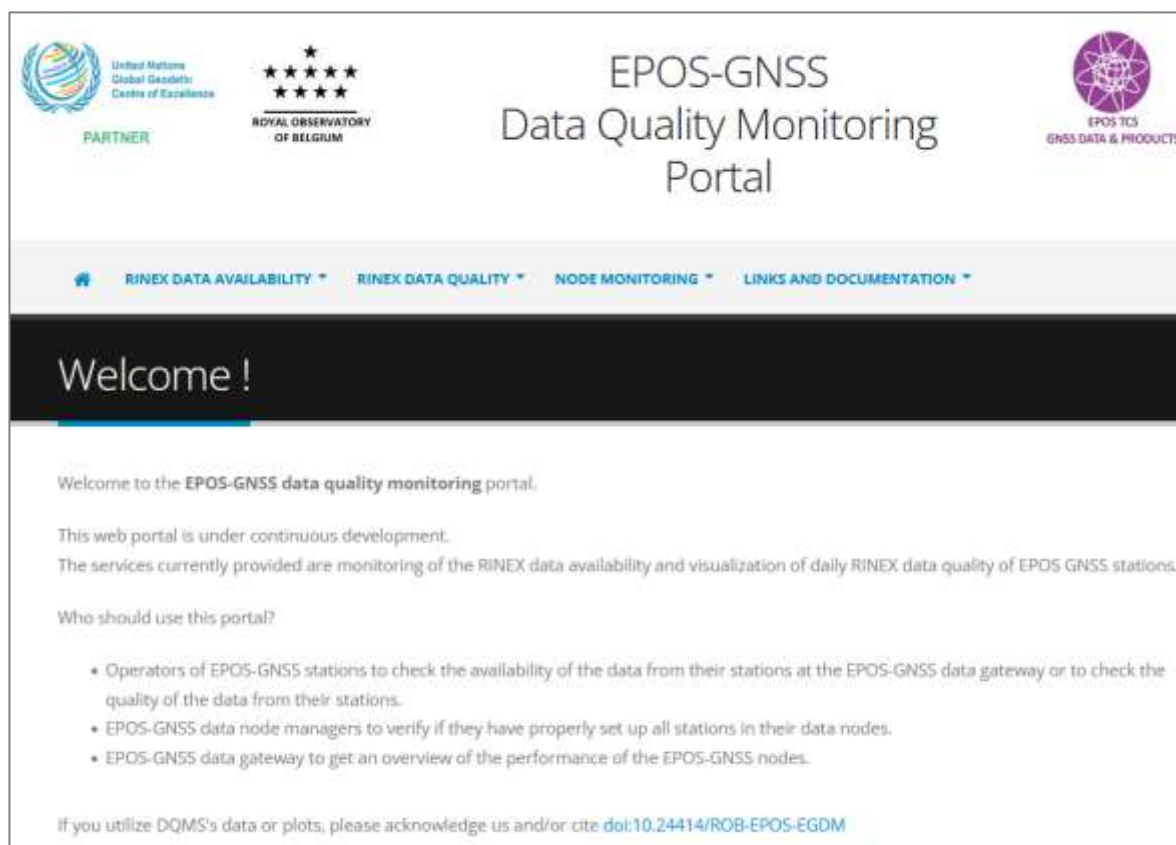 United Nations
Global Geodetic
Centre of Excellence
PARTNER
ROYAL OBSERVATORY
OF BELGIUM
EPOS-GNSS
Data Quality Monitoring
Portal
EPOS TCS
GNSS DATA & PRODUCTS
RINEX DATA AVAILABILITY
RINEX DATA QUALITY
NODE MONITORING
LINKS AND DOCUMENTATION
Welcome !
Welcome to the EPOS-GNSS data quality monitoring portal.
This web portal is under continuous development.
The services currently provided are monitoring of the RINEX data availability and visualization of daily RINEX data quality of EPOS GNSS stations.
Who should use this portal?
• Operators of EPOS-GNSS stations to check the availability of the data from their stations at the EPOS-GNSS data gateway or to check the
quality of the data from their stations.
• EPOS-GNSS data node managers to verify if they have properly set up all stations in their data nodes.
• EPOS-GNSS data gateway to get an overview of the performance of the EPOS-GNSS nodes.
If you utilize DQMS's data or plots, please acknowledge us and/or cite doi:10.24414/ROB-EPOS-EGDM